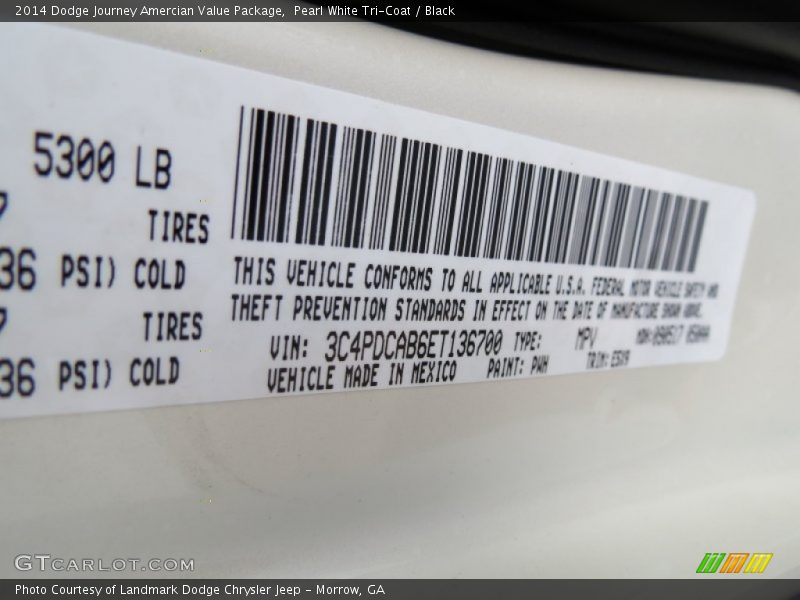 2014 Dodge Journey Amercian Value Package,  Pearl White Tri-Coat / Black
5300 LB
TIRES
36 PSI) COLD
TIRES
36 PSI) COLD
THIS VEHICLE CONFORMS TO ALL APPLICABLE U.S.A. FEDERAL MOTOR VEHICLE SAFETY AND
THEFT PREVENTION STANDARDS IN EFFECT ON THE DATE OF MANUFACTURE SHOWN ABOVE.
VIN: 3C4PDCAB6ET136700 TYPE: MPV
VEHICLE MADE IN MEXICO PAINT: PWH TRIM:
GTCARLOT.COM
Photo Courtesy of Landmark Dodge Chrysler Jeep - Morrow, GA